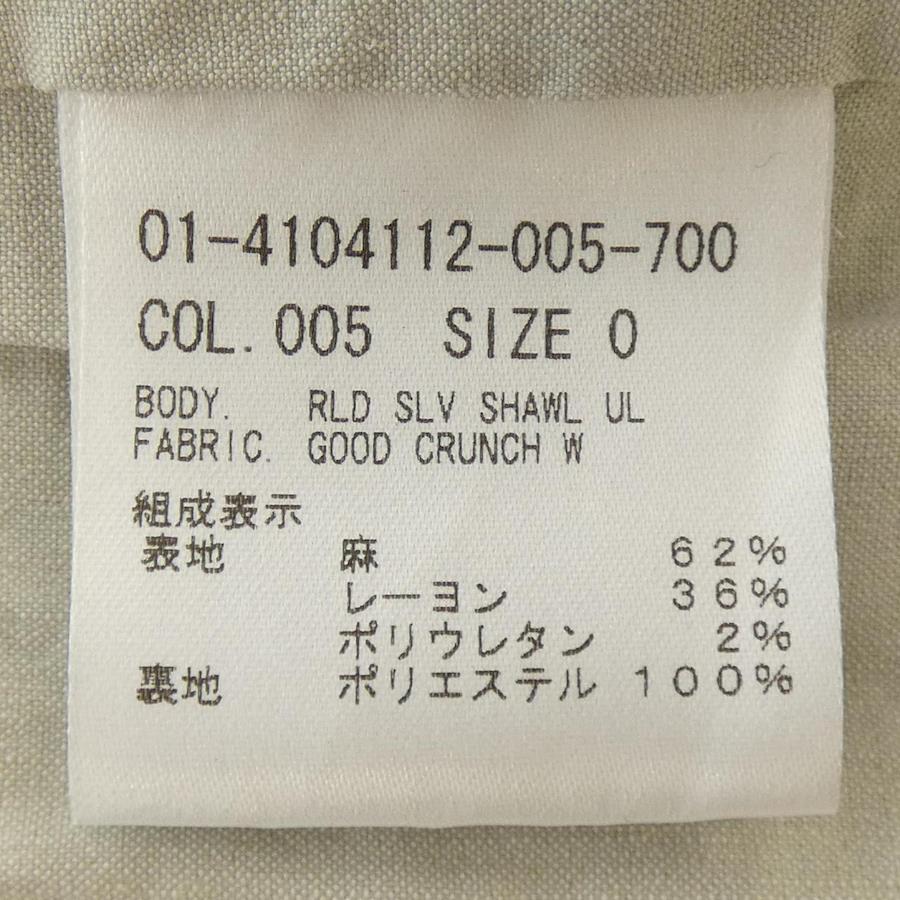 01-4104112-005-700
COL. 005 SIZE 0
BODY. RLD SLV SHAWL UL
FABRIC. GOOD CRUNCH W
組成表示
表地 麻 62%
レーヨン 36%
ポリウレタン 2%
裏地 ポリエステル 100%